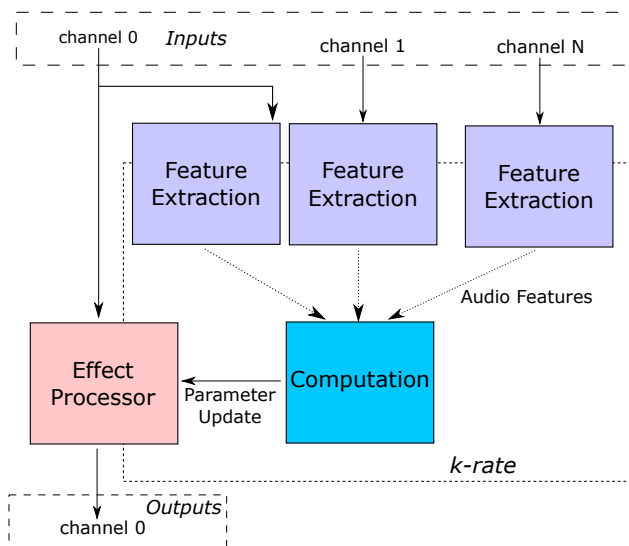 channel 0
Inputs
channel 1
channel N
Feature
Extraction
Feature
Extraction
Feature
Extraction
Audio Features
Effect
Processor
Computation
Parameter
Update
k-rate
Outputs
channel 0